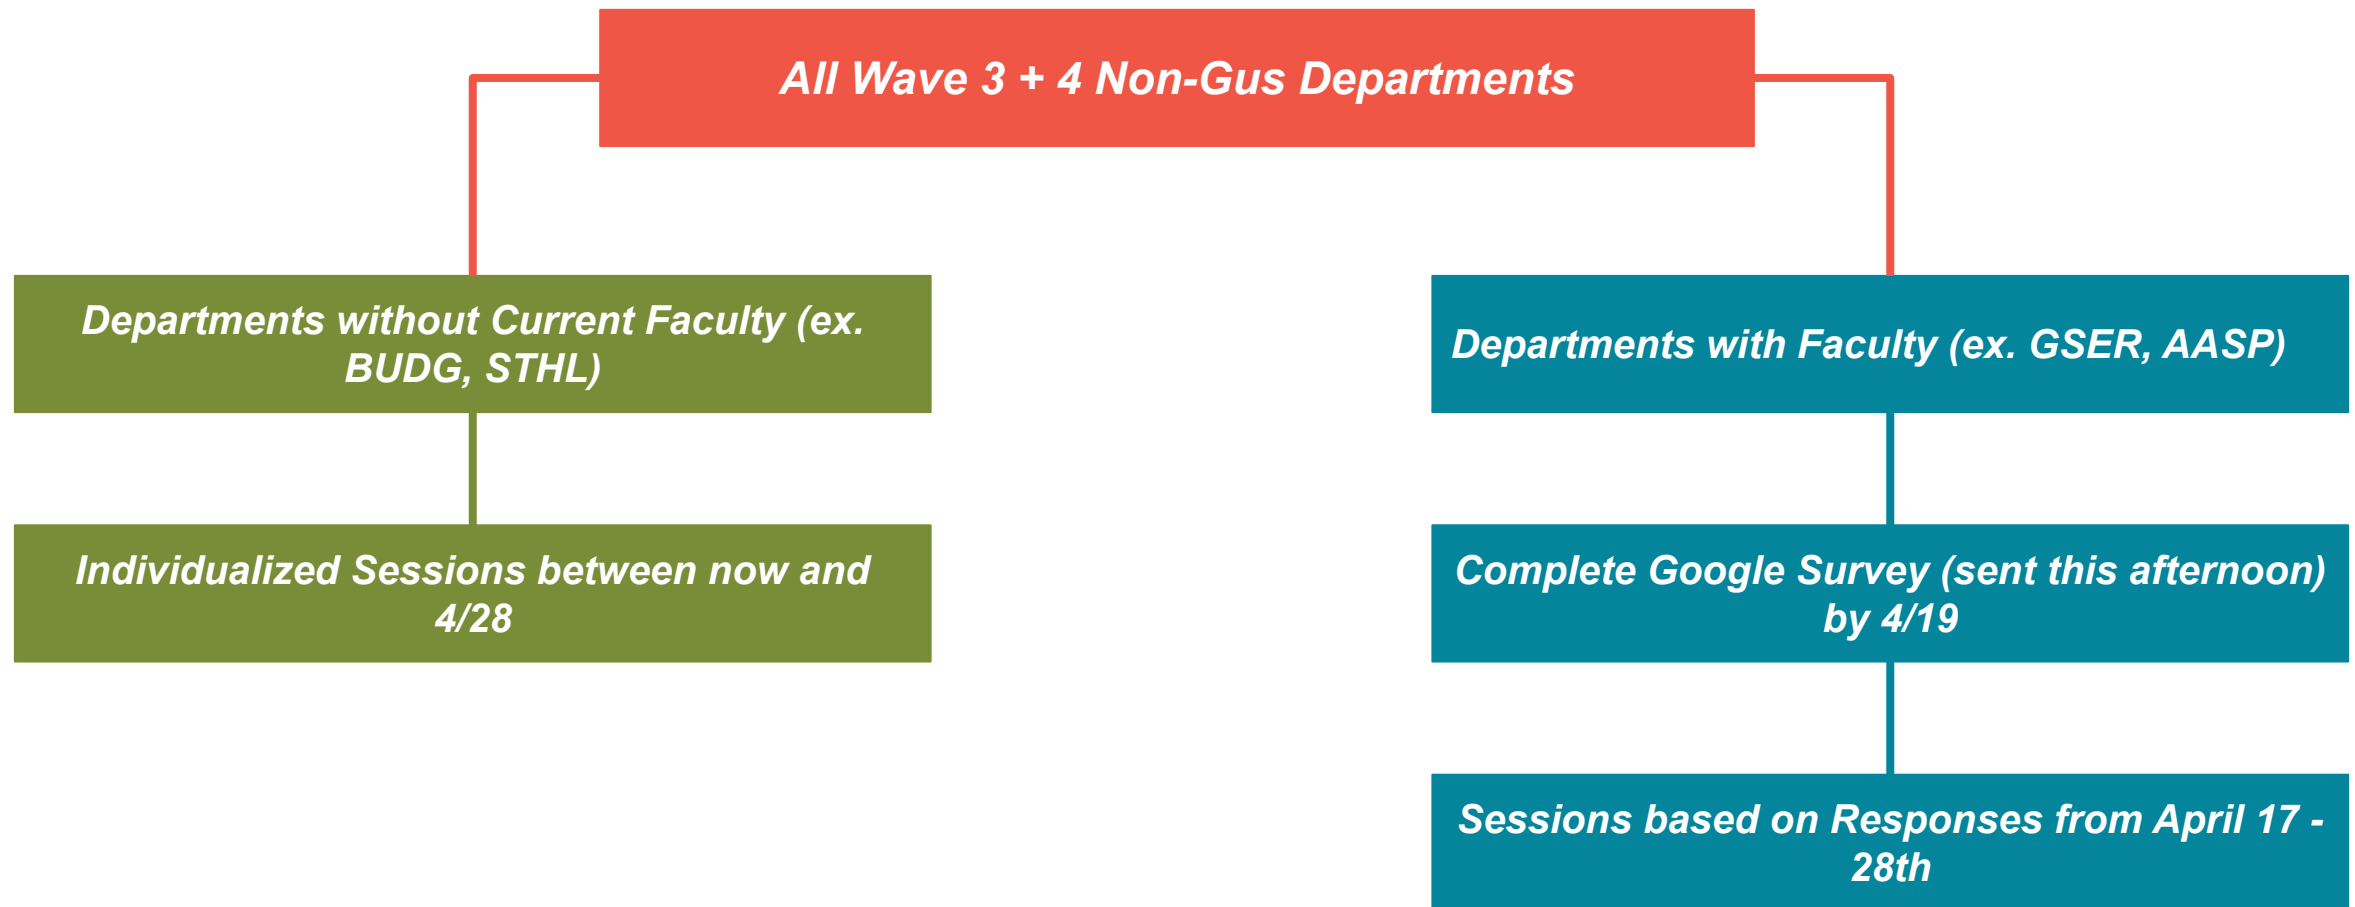 All Wave 3 + 4 Non-Gus Departments
Departments without Current Faculty (ex.
BUDG, STHL)
Individualized Sessions between now and
4/28
Departments with Faculty (ex. GSER, AASP)
Complete Google Survey (sent this afternoon)
by 4/19
Sessions based on Responses from April 17 -
28th